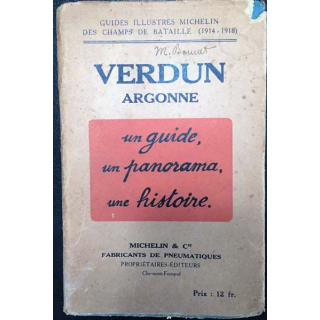 GUIDES ILLUSTRÉS MICHELIN
DES CHAMPS DE BATAILLE (1914-1918)
VERDUN
ARGONNE
un guide,
un panorama,
une histoire.
MICHELIN & Cie
FABRICANTS DE PNEUMATIQUES
PROPRIÉTAIRES-ÉDITEURS
Clermont-Ferrand
Prix : 12 fr.